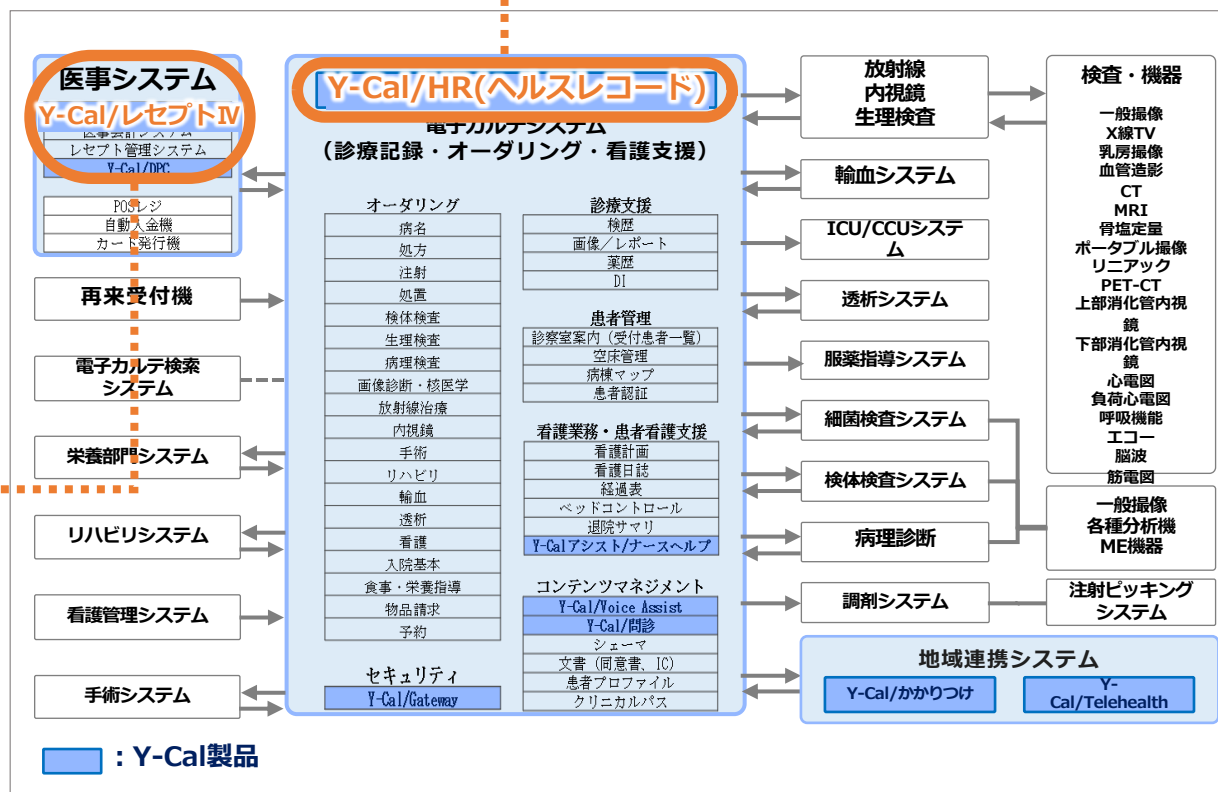 医事システム
Y-Cal/レセプトⅣ
医事会計システム
レセプト管理システム
Y-Cal/DPC
POSレジ
自動入金機
カード発行機
再来受付機
電子カルテ検索
システム
栄養部門システム
リハビリシステム
看護管理システム
手術システム
Y-Cal/HR(ヘルスレコード)
電子カルテシステム
(診療記録・オーダリング・看護支援)
オーダリング
病名
処方
注射
処置
検体検査
生理検査
病理検査
画像診断・核医学
放射線治療
内視鏡
手術
リハビリ
輸血
透析
看護
入院基本
食事・栄養指導
物品請求
予約
セキュリティ
Y-Cal/Gateway
診療支援
検歴
画像／レポート
薬歴
DI
患者管理
診察室案内（受付患者一覧）
空床管理
病棟マップ
患者認証
看護業務・患者看護支援
看護計画
看護日誌
経過表
ベッドコントロール
退院サマリ
Y-Calアシスト/ナースヘルプ
コンテンツマネジメント
Y-Cal/Voice Assist
Y-Cal/問診
シェーマ
文書（同意書、IC）
患者プロファイル
クリニカルパス
放射線
内視鏡
生理検査
輸血システム
ICU/CCUシステ
ム
透析システム
服薬指導システム
細菌検査システム
検体検査システム
病理診断
調剤システム
検査・機器
一般撮像
X線TV
乳房撮像
血管造影
CT
MRI
骨塩定量
ポータブル撮像
リニアック
PET-CT
上部消化管内視
鏡
下部消化管内視
鏡
心電図
負荷心電図
呼吸機能
エコー
脳波
筋電図
一般撮像
各種分析機
ME機器
注射ピッキング
システム
地域連携システム
Y-Cal/かかりつけ
Y-
Cal/Telehealth
：Y-Cal製品